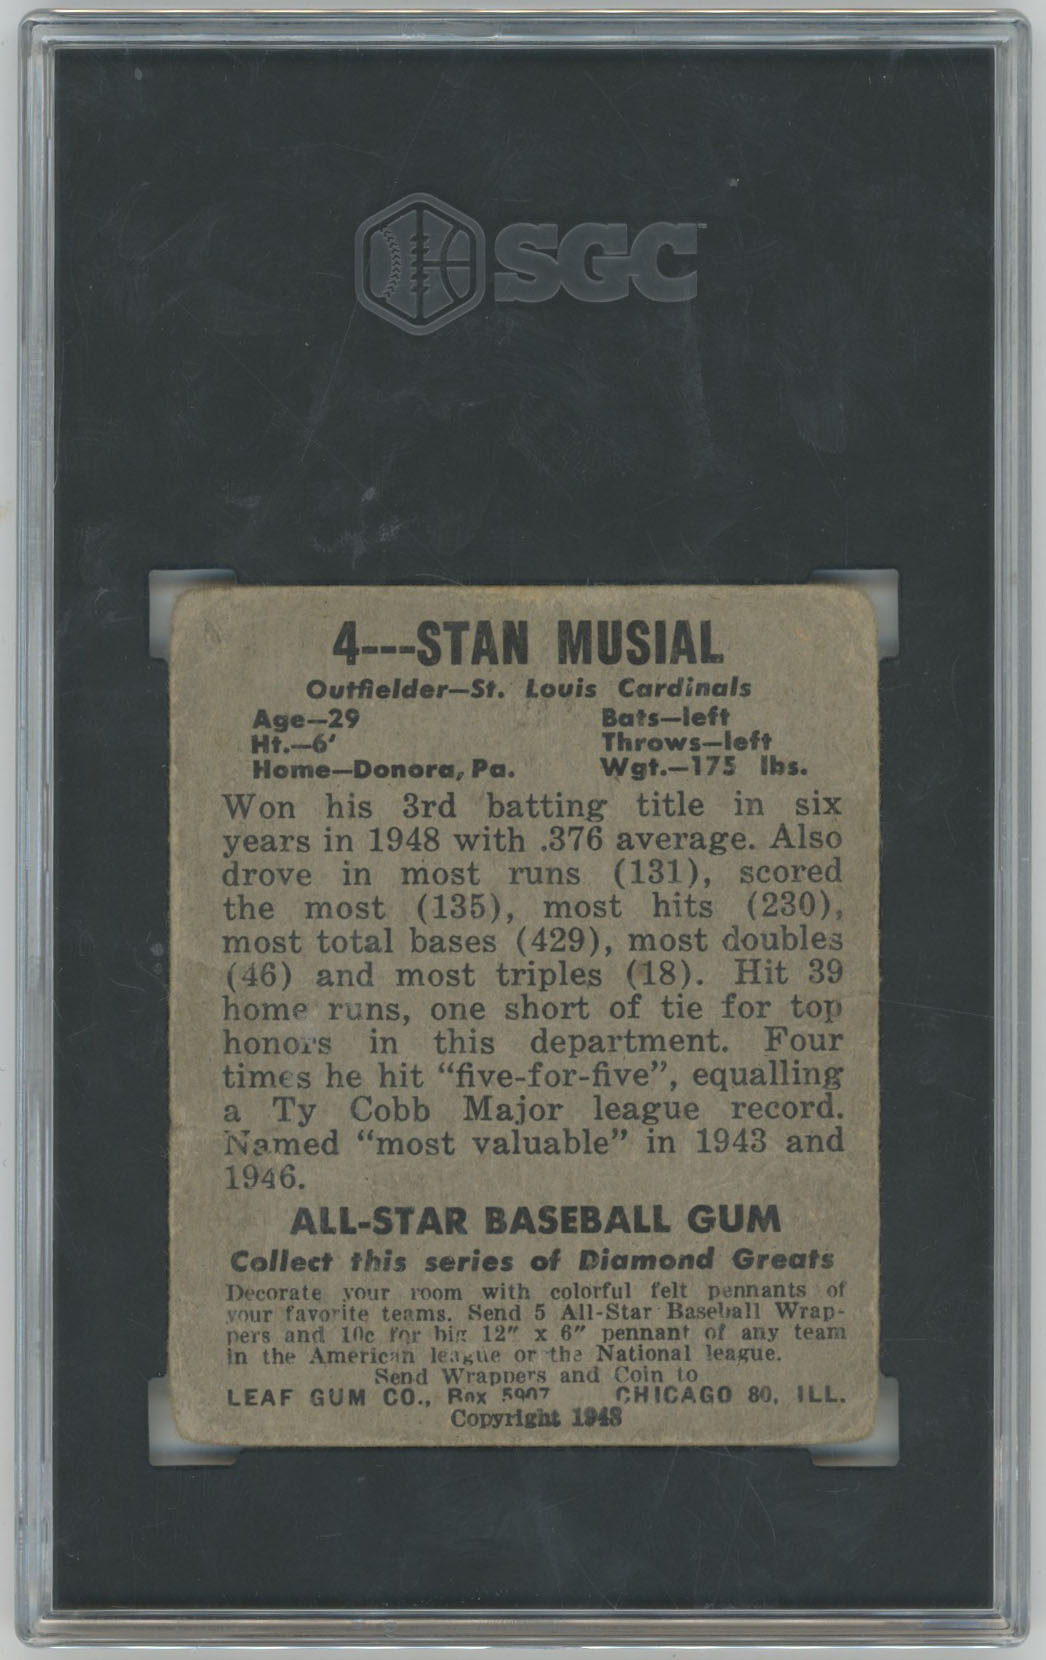 SGC™
4---STAN MUSIAL
Outfielder—St. Louis Cardinals
Age—29 Bats—left
Ht.—6' Throws—left
Home—Donora, Pa. Wgt.—175 lbs.
Won his 3rd batting title in six
years in 1948 with .376 average. Also
drove in most runs (131), scored
the most (135), most hits (230),
most total bases (429), most doubles
(46) and most triples (18). Hit 39
home runs, one short of tie for top
honors in this department. Four
times he hit “five-for-five”, equalling
a Ty Cobb Major league record.
Named “most valuable” in 1943 and
1946.
ALL-STAR BASEBALL GUM
Collect this series of Diamond Greats
Decorate your room with colorful felt pennants of
your favorite teams. Send 5 All-Star Baseball Wrap-
pers and 10c for big 12″ x 6″ pennant of any team
in the American league or the National league.
Send Wrappers and Coin to
LEAF GUM CO., Box 5907 CHICAGO 80, ILL.
Copyright 1948